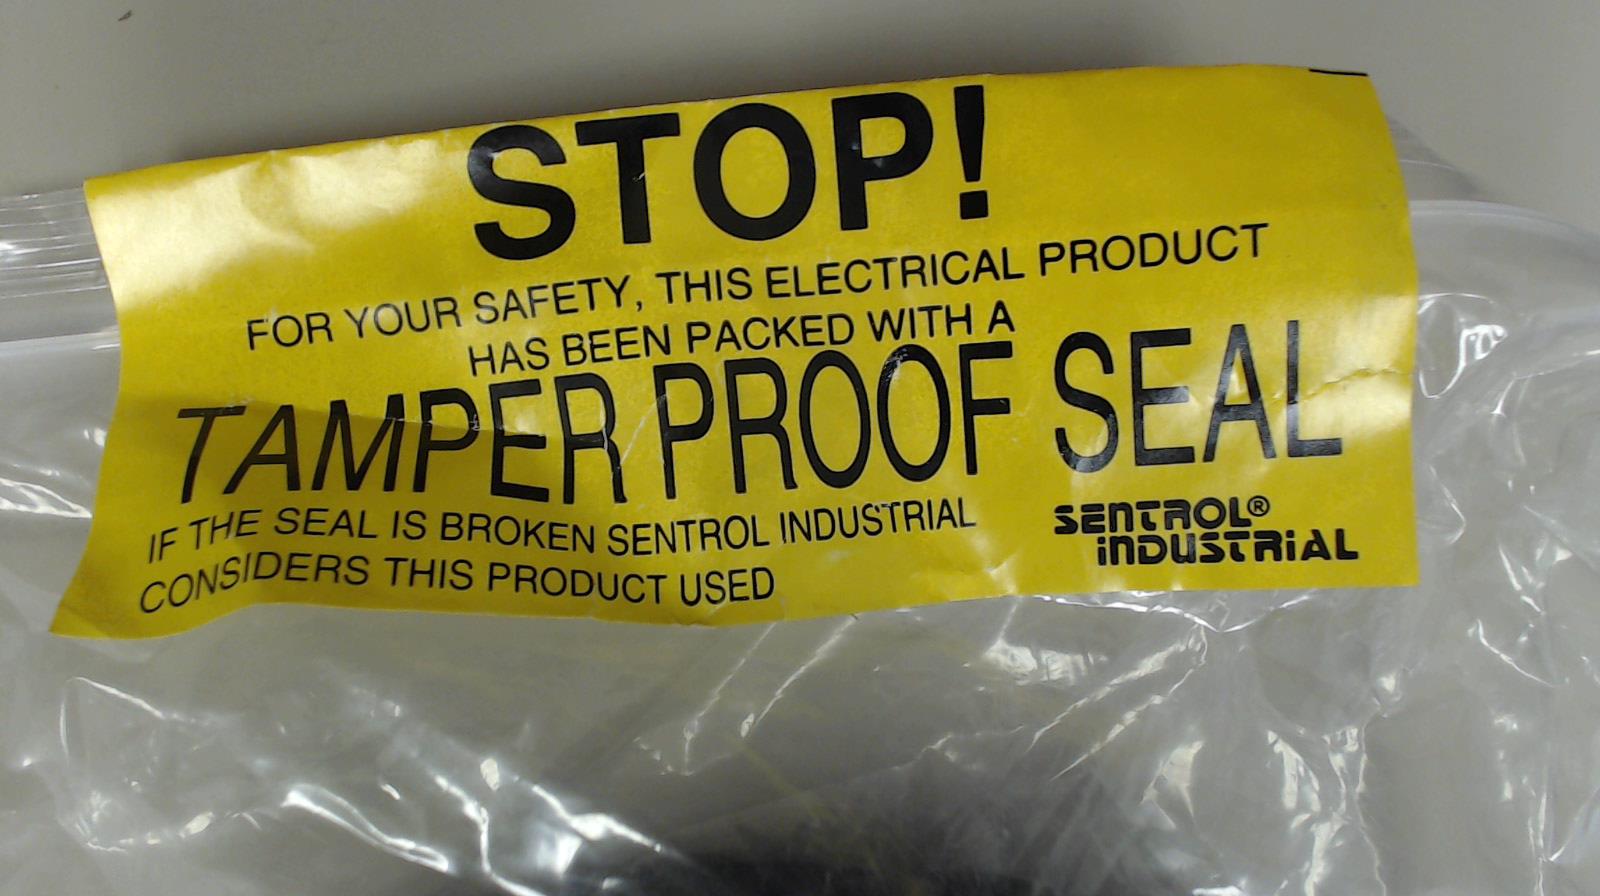 STOP!
FOR YOUR SAFETY, THIS ELECTRICAL PRODUCT
HAS BEEN PACKED WITH A
TAMPER PROOF SEAL
IF THE SEAL IS BROKEN SENTROL INDUSTRIAL
CONSIDERS THIS PRODUCT USED
SENTROL®
INDUSTRIAL